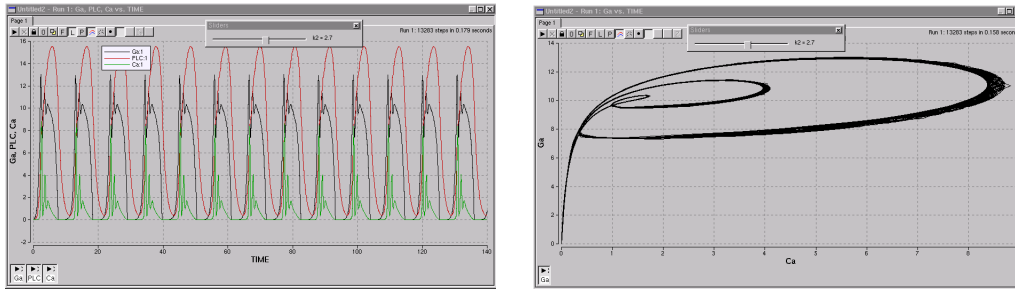 Untitled2 - Run 1: Ga, PLC, Ca vs. TIME
Page 1
Sliders
k2 = 2.7
Run 1: 13283 steps in 0.179 seconds
F L P
Ga:1
PLC:1
Ca:1
16
14
12
10
8
6
4
2
0
-2
Ga, PLC, Ca
0 20 40 60 80 100 120 140
TIME
Ga PLC Ca
Untitled2 - Run 1: Ga vs. TIME
Page 1
Sliders
k2 = 2.7
Run 1: 13283 steps in 0.158 secon
F L P
14
12
10
8
6
4
2
0
Ga
0 1 2 3 4 5 6 7 8
Ca
Ga